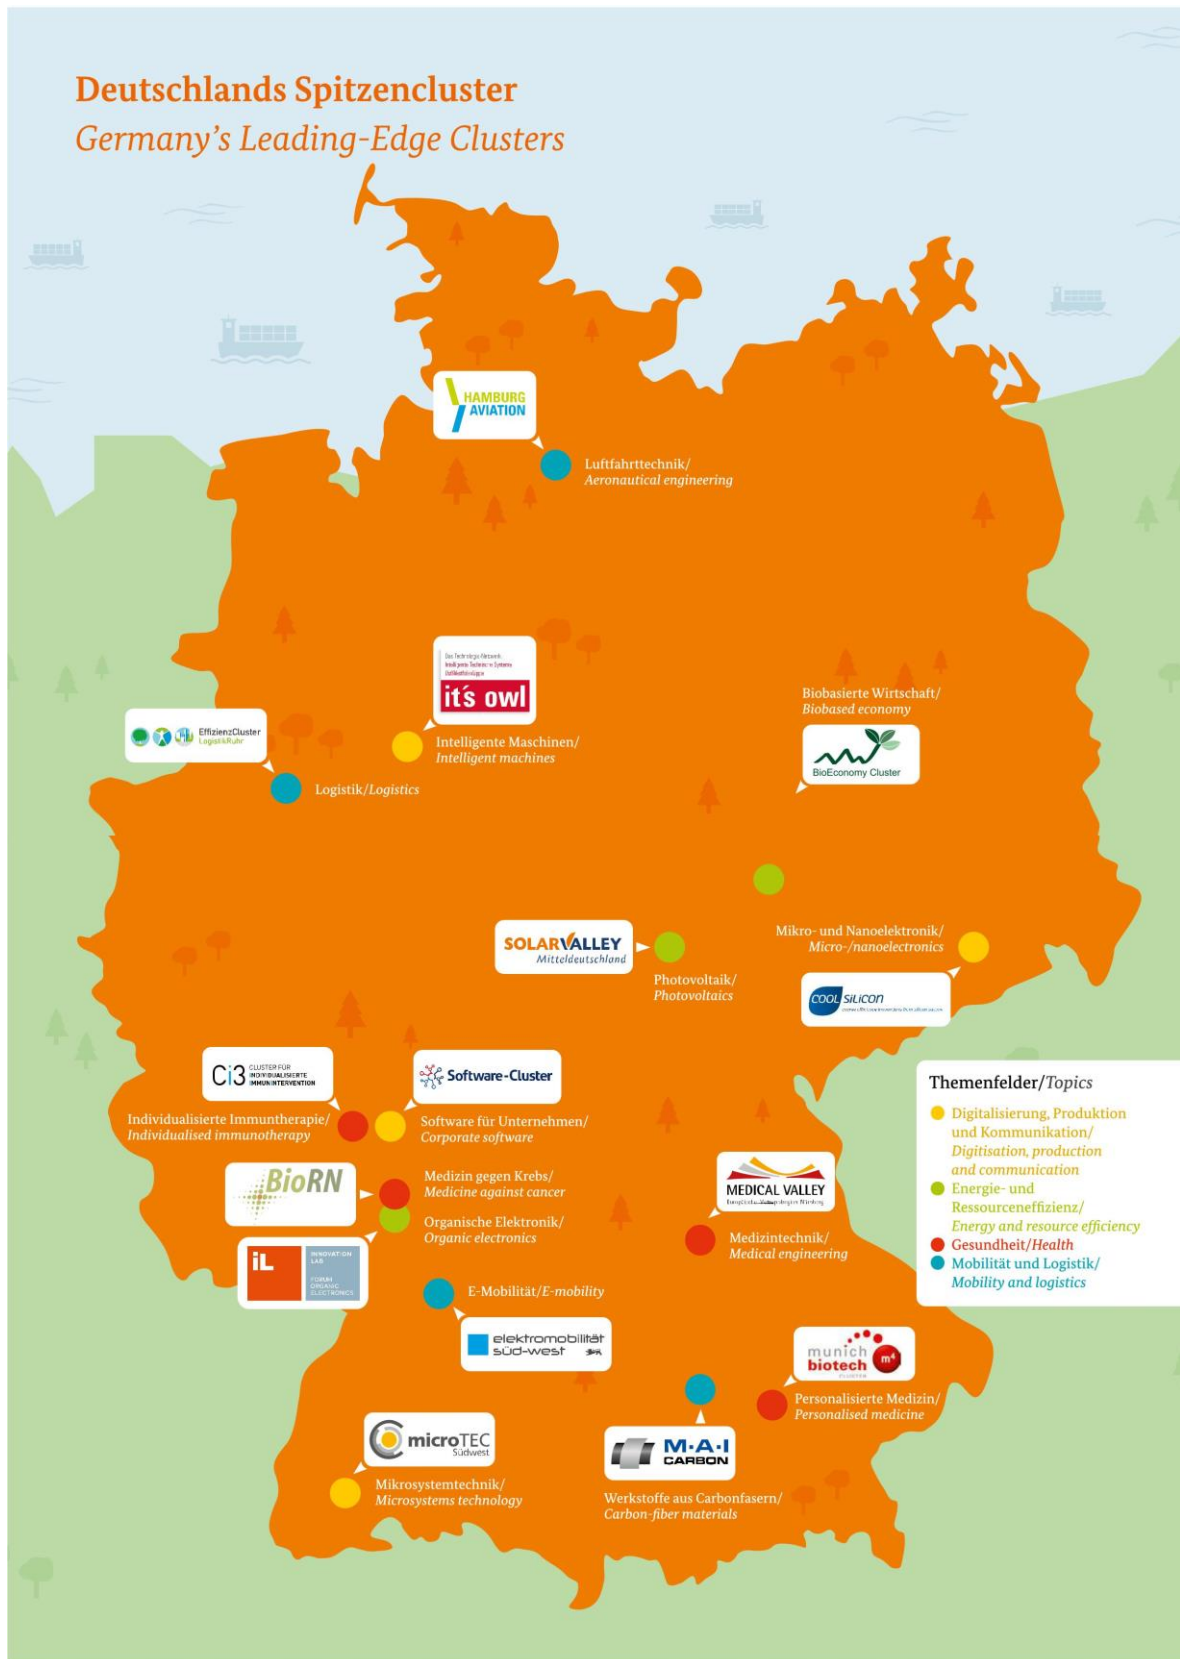 Deutschlands Spitzencluster
Germany's Leading-Edge Clusters
HAMBURG
AVIATION
Luftfahrttechnik/
Aeronautical engineering
it's owl
Intelligente Maschinen/
Intelligent machines
EffizienzCluster
LogistikRuhr
Logistik/Logistics
Biobasierte Wirtschaft/
Biobased economy
BioEconomy Cluster
SOLARVALLEY
Mitteldeutschland
Photovoltaik/
Photovoltaics
Mikro- und Nanoelektronik/
Micro-/nanoelectronics
COOL SILICON
Ci3 CLUSTER FÜR
INDIVIDUALISIERTE
IMMUNINTERVENTION
Individualisierte Immuntherapie/
Individualised immunotherapy
Software-Cluster
Software für Unternehmen/
Corporate software
BioRN
Medizin gegen Krebs/
Medicine against cancer
Organische Elektronik/
Organic electronics
iL
INNOVATION
LAB
FORUM
ORGANIC
ELECTRONICS
MEDICAL VALLEY
Medizintechnik/
Medical engineering
E-Mobilität/E-mobility
elektromobilität
süd-west
munich
biotech m4
CLUSTER
Personalisierte Medizin/
Personalised medicine
microTEC
Südwest
Mikrosystemtechnik/
Microsystems technology
M·A·I
CARBON
Werkstoffe aus Carbonfasern/
Carbon-fiber materials
Themenfelder/Topics
Digitalisierung, Produktion
und Kommunikation/
Digitisation, production
and communication
Energie- und
Ressourceneffizienz/
Energy and resource efficiency
Gesundheit/Health
Mobilität und Logistik/
Mobility and logistics